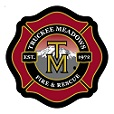 TRUCKEE MEADOWS
EST. 1972
TM
FIRE & RESCUE